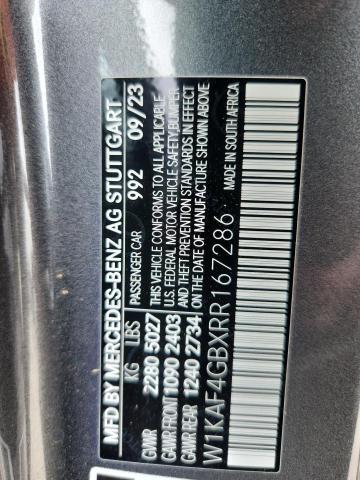 MFD BY MERCEDES-BENZ AG STUTTGART
KG LBS PASSENGER CAR 992 09/23
GVWR 2280 5027
GAWR FRONT 1090 2403
GAWR REAR 1240 2734
THIS VEHICLE CONFORMS TO ALL APPLICABLE
U.S. FEDERAL MOTOR VEHICLE SAFETY, BUMPER
AND THEFT PREVENTION STANDARDS IN EFFECT
ON THE DATE OF MANUFACTURE SHOWN ABOVE
W1KAF4GBXRR167286 MADE IN SOUTH AFRICA